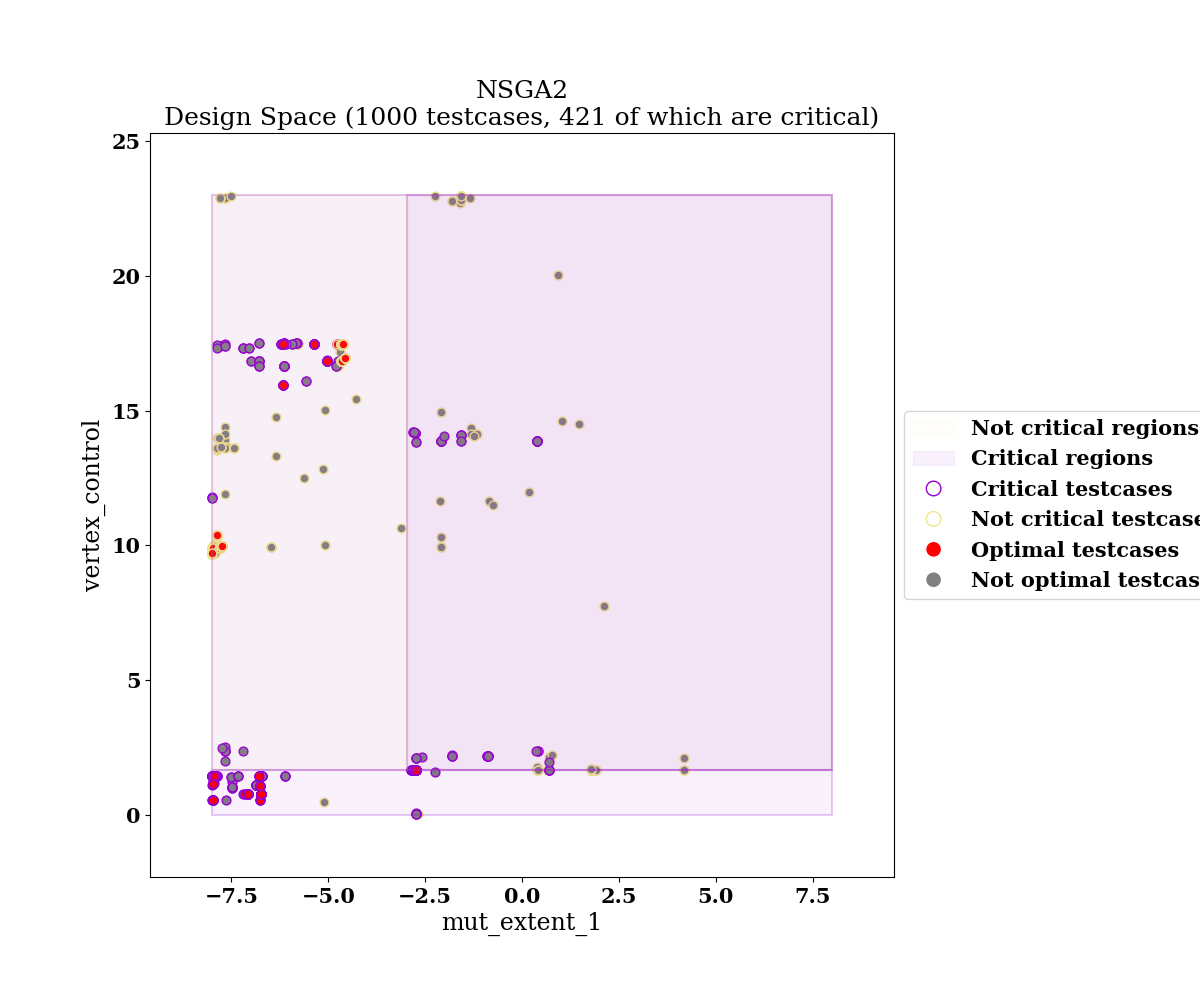 NSGA2
Design Space (1000 testcases, 421 of which are critical)
25
20
15
10
5
0
vertex_control
−7.5 −5.0 −2.5 0.0 2.5 5.0 7.5
mut_extent_1
Not critical regions
Critical regions
Critical testcases
Not critical testcase
Optimal testcases
Not optimal testcas